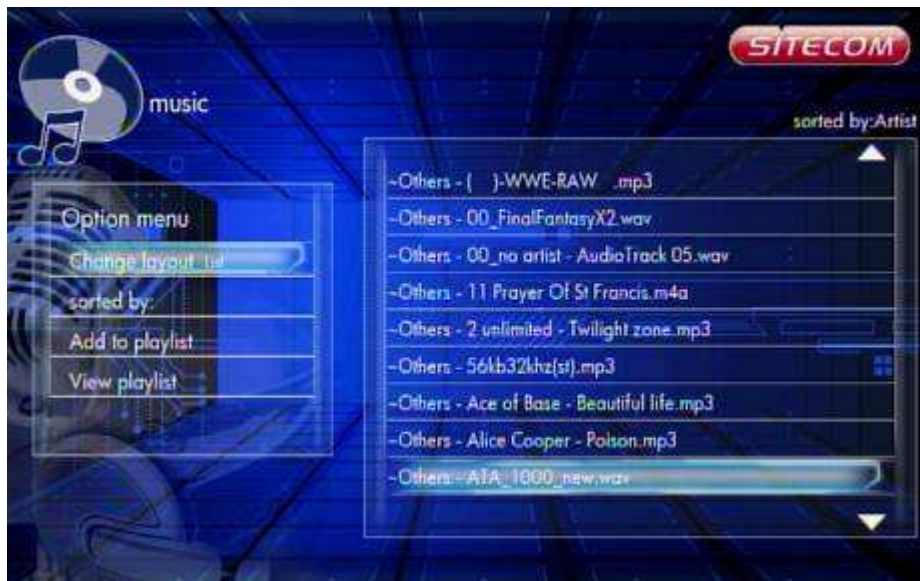 SITECOM
music
sorted by:Artist
Option menu
Change layout List
sorted by:
Add to playlist
View playlist
~Others - ( )-WWE-RAW .mp3
~Others - 00_FinalFantasyX2.wav
~Others - 00_no artist - AudioTrack 05.wav
~Others - 11 Prayer Of St Francis.m4a
~Others - 2 unlimited - Twilight zone.mp3
~Others - 56kb32khz(st).mp3
~Others - Ace of Base - Beautiful life.mp3
~Others - Alice Cooper - Poison.mp3
~Others - ATA_1000_new.wav